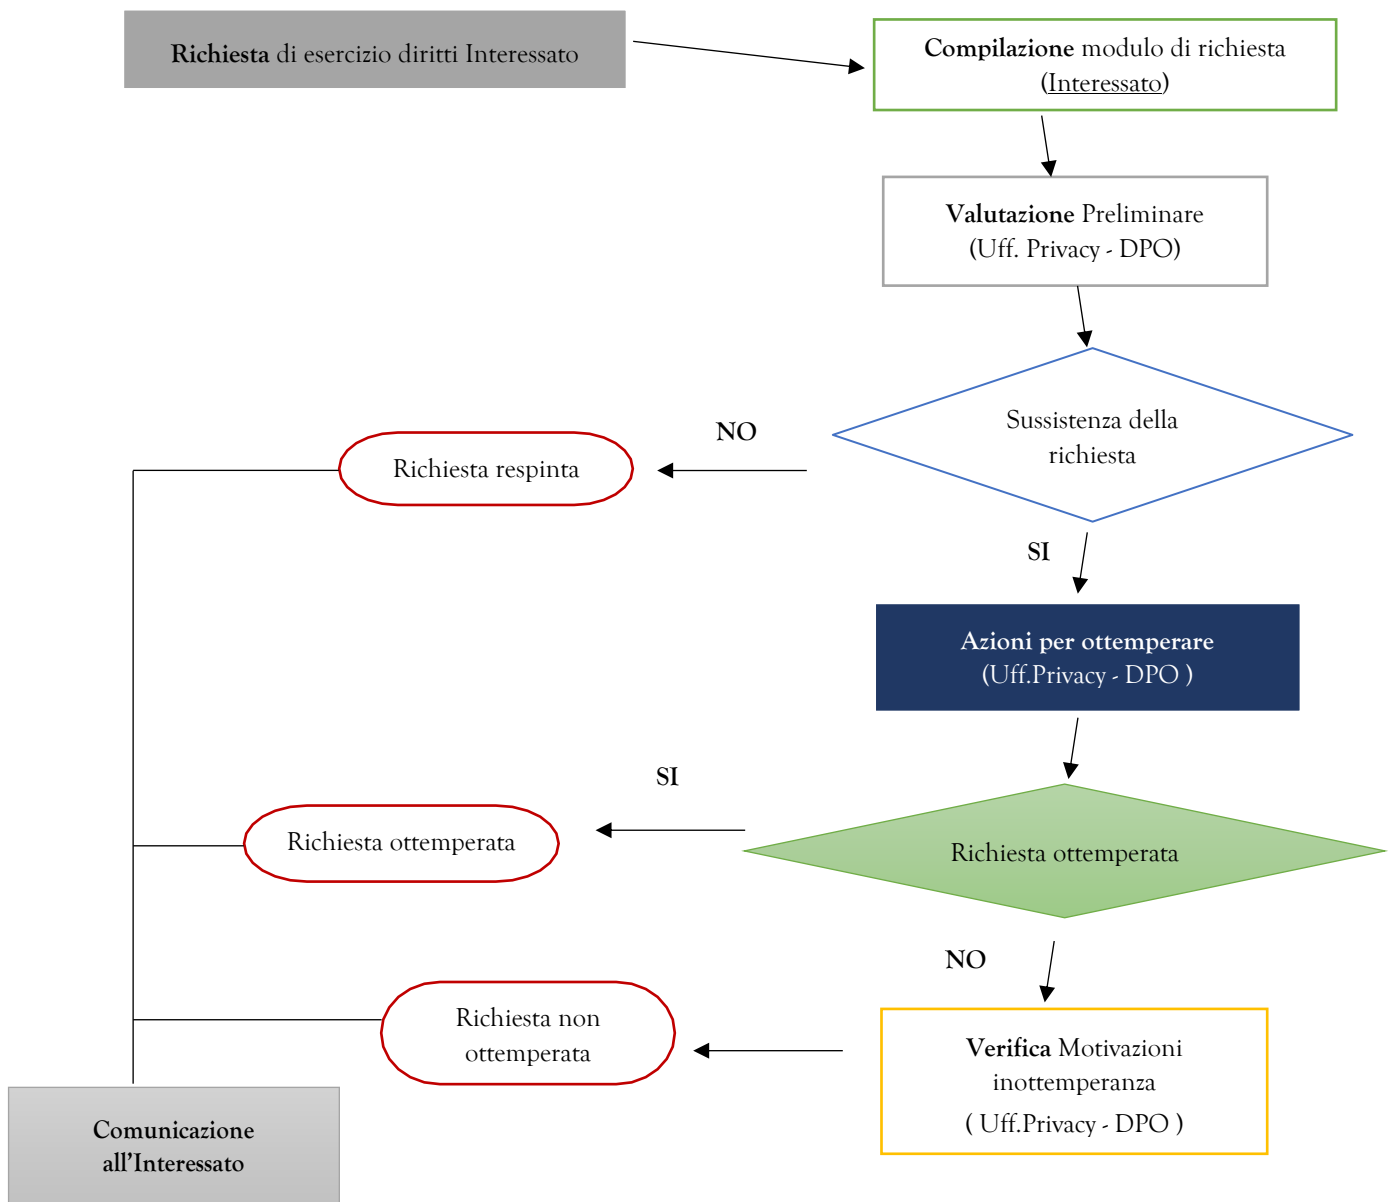 Richiesta di esercizio diritti Interessato
Compilazione modulo di richiesta
(Interessato)
Valutazione Preliminare
(Uff. Privacy - DPO)
Sussistenza della
richiesta
NO
Richiesta respinta
SI
Azioni per ottemperare
(Uff.Privacy - DPO )
SI
Richiesta ottemperata
Richiesta ottemperata
NO
Richiesta non
ottemperata
Verifica Motivazioni
inottemperanza
( Uff.Privacy - DPO )
Comunicazione
all’Interessato